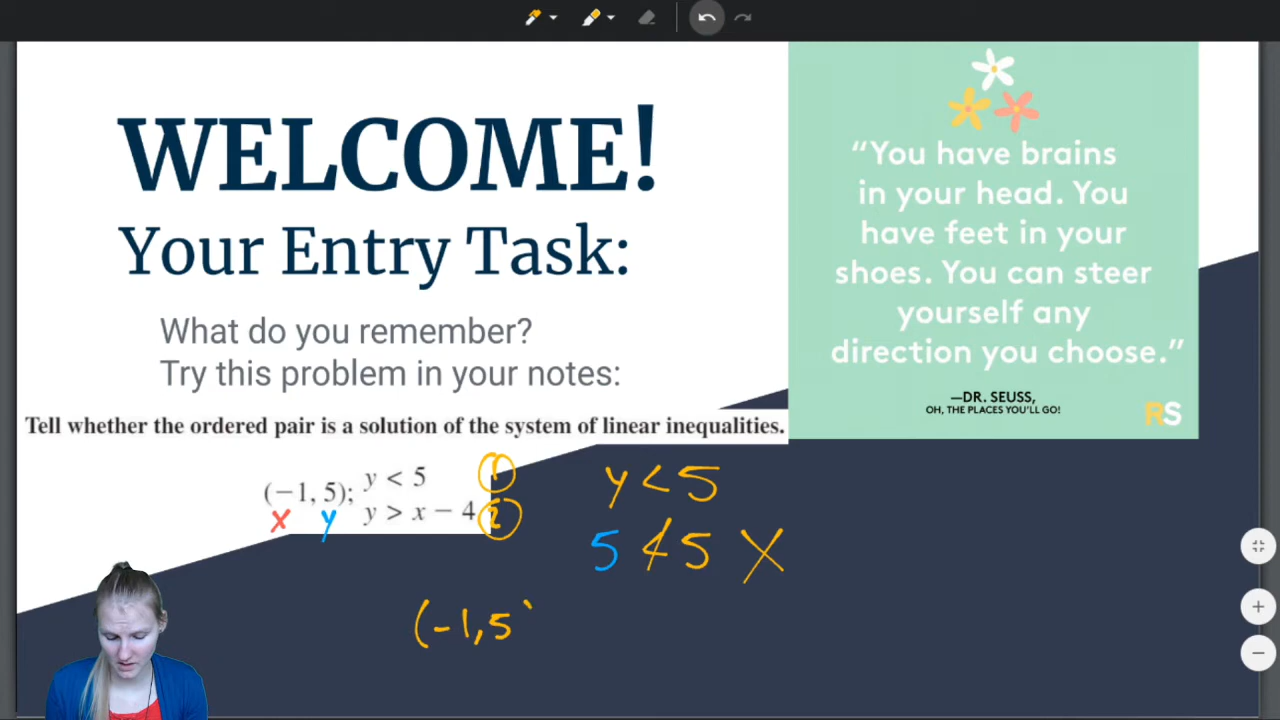 WELCOME!
Your Entry Task:
What do you remember?
Try this problem in your notes:
Tell whether the ordered pair is a solution of the system of linear inequalities.
(−1, 5); y < 5
y > x − 4
1
2
x y
y < 5
5 ≮ 5 X
(-1,5)
“You have brains
in your head. You
have feet in your
shoes. You can steer
yourself any
direction you choose.”
—DR. SEUSS,
OH, THE PLACES YOU'LL GO!
RS